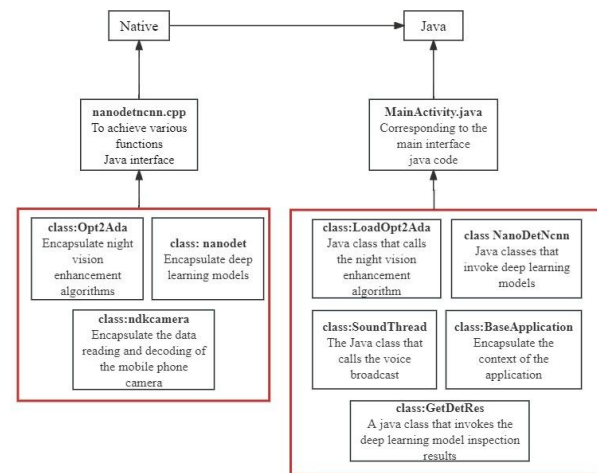 Native
Java
nanodetncnn.cpp
To achieve various
functions
Java interface
MainActivity.java
Corresponding to the
main interface
java code
class:Opt2Ada
Encapsulate night
vision
enhancement
algorithms
class: nanodet
Encapsulate deep
learning models
class:ndkcamera
Encapsulate the data
reading and decoding of
the mobile phone
camera
class:LoadOpt2Ada
Java class that calls
the night vision
enhancement
algorithm
class NanoDetNcnn
Java classes that
invoke deep learning
models
class:SoundThread
The Java class that
calls the voice
broadcast
class:BaseApplication
Encapsulate the
context of the
application
class:GetDetRes
A java class that invokes the
deep learning model inspection
results